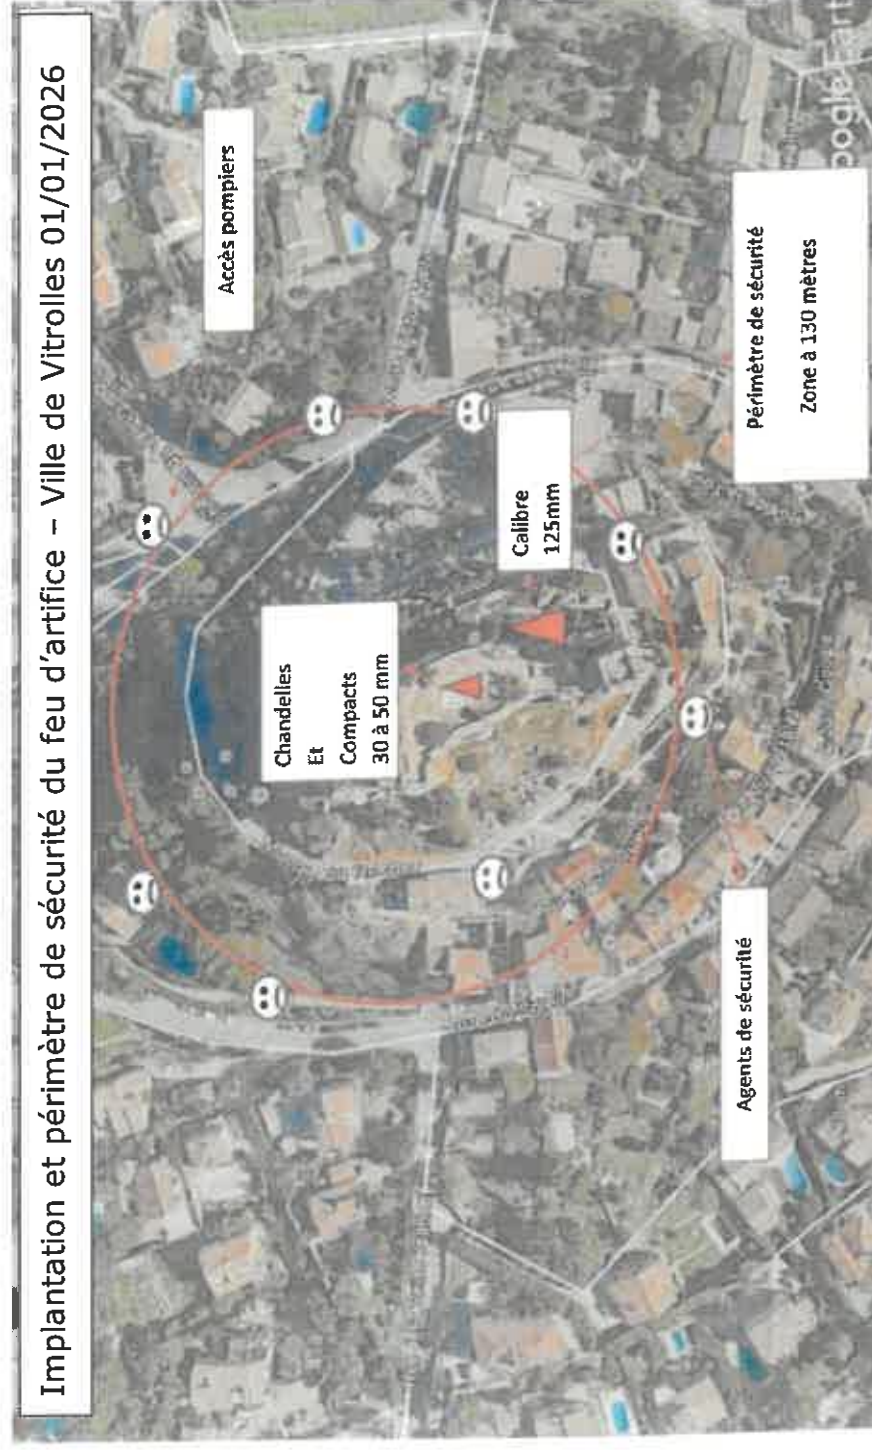 Implantation et périmètre de sécurité du feu d'artifice – Ville de Vitrolles 01/01/2026
Accès pompiers
Chandelles
Et
Compacts
30 à 50 mm
Calibre
125mm
Agents de sécurité
Périmètre de sécurité
Zone à 130 mètres